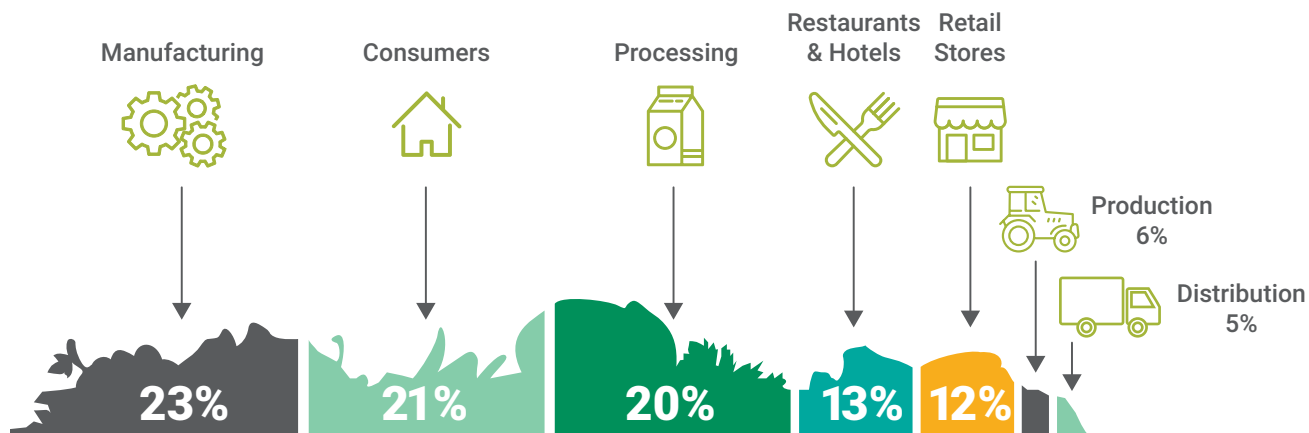 Manufacturing
Consumers
Processing
Restaurants
& Hotels
Retail
Stores
Production
6%
Distribution
5%
23%
21%
20%
13%
12%